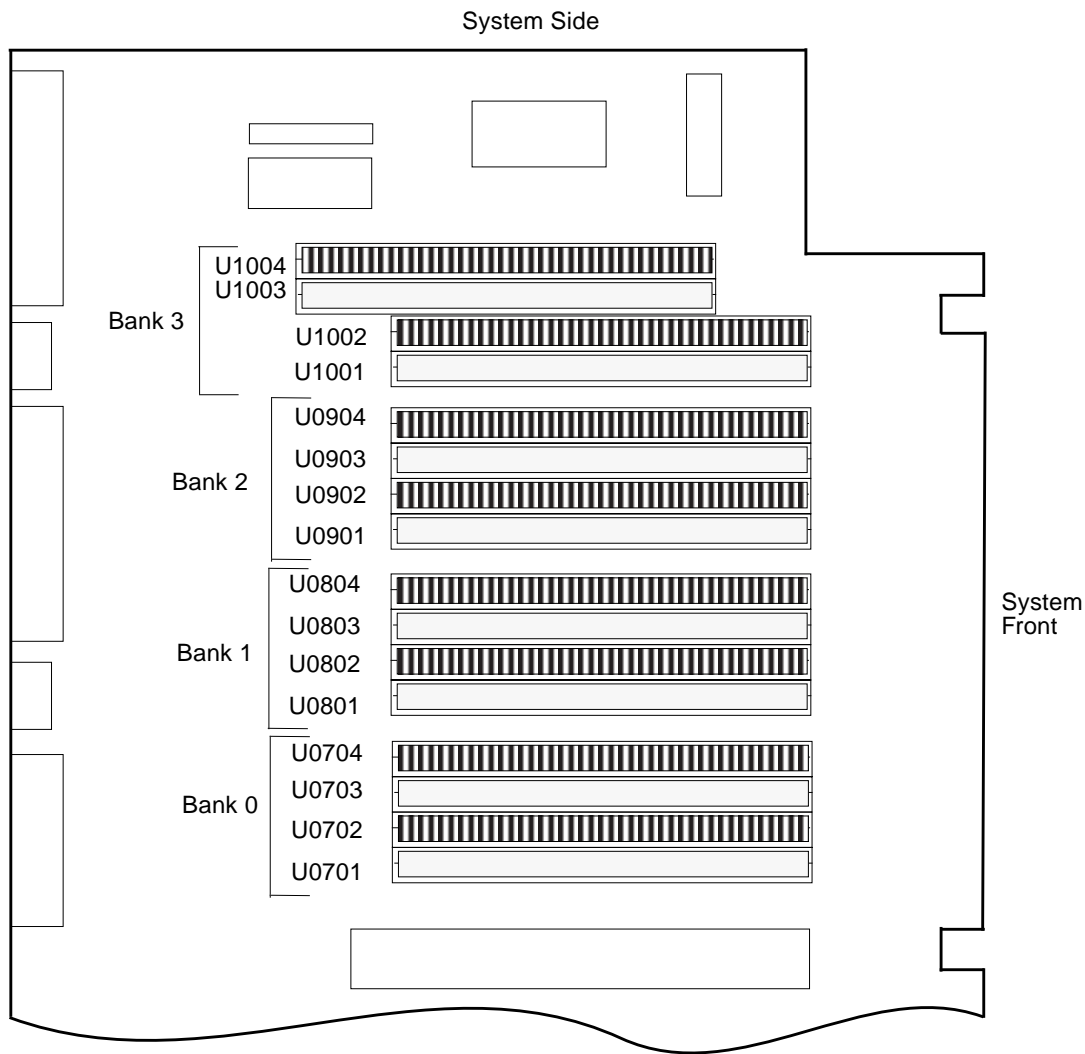 System Side
U1004
U1003
Bank 3
U1002
U1001
U0904
U0903
Bank 2
U0902
U0901
U0804
U0803
Bank 1
U0802
U0801
U0704
U0703
Bank 0
U0702
U0701
System
Front